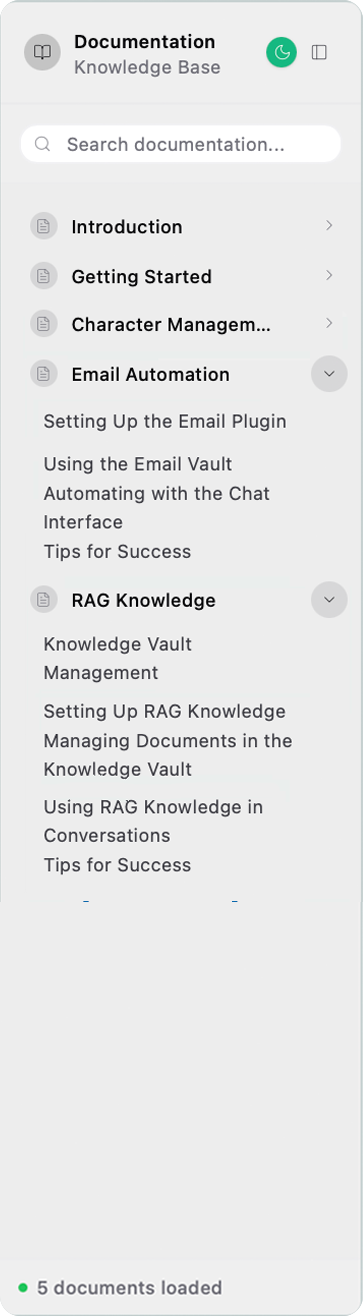 Documentation
Knowledge Base
Search documentation...
Introduction
Getting Started
Character Managem...
Email Automation
Setting Up the Email Plugin
Using the Email Vault
Automating with the Chat
Interface
Tips for Success
RAG Knowledge
Knowledge Vault
Management
Setting Up RAG Knowledge
Managing Documents in the
Knowledge Vault
Using RAG Knowledge in
Conversations
Tips for Success
5 documents loaded